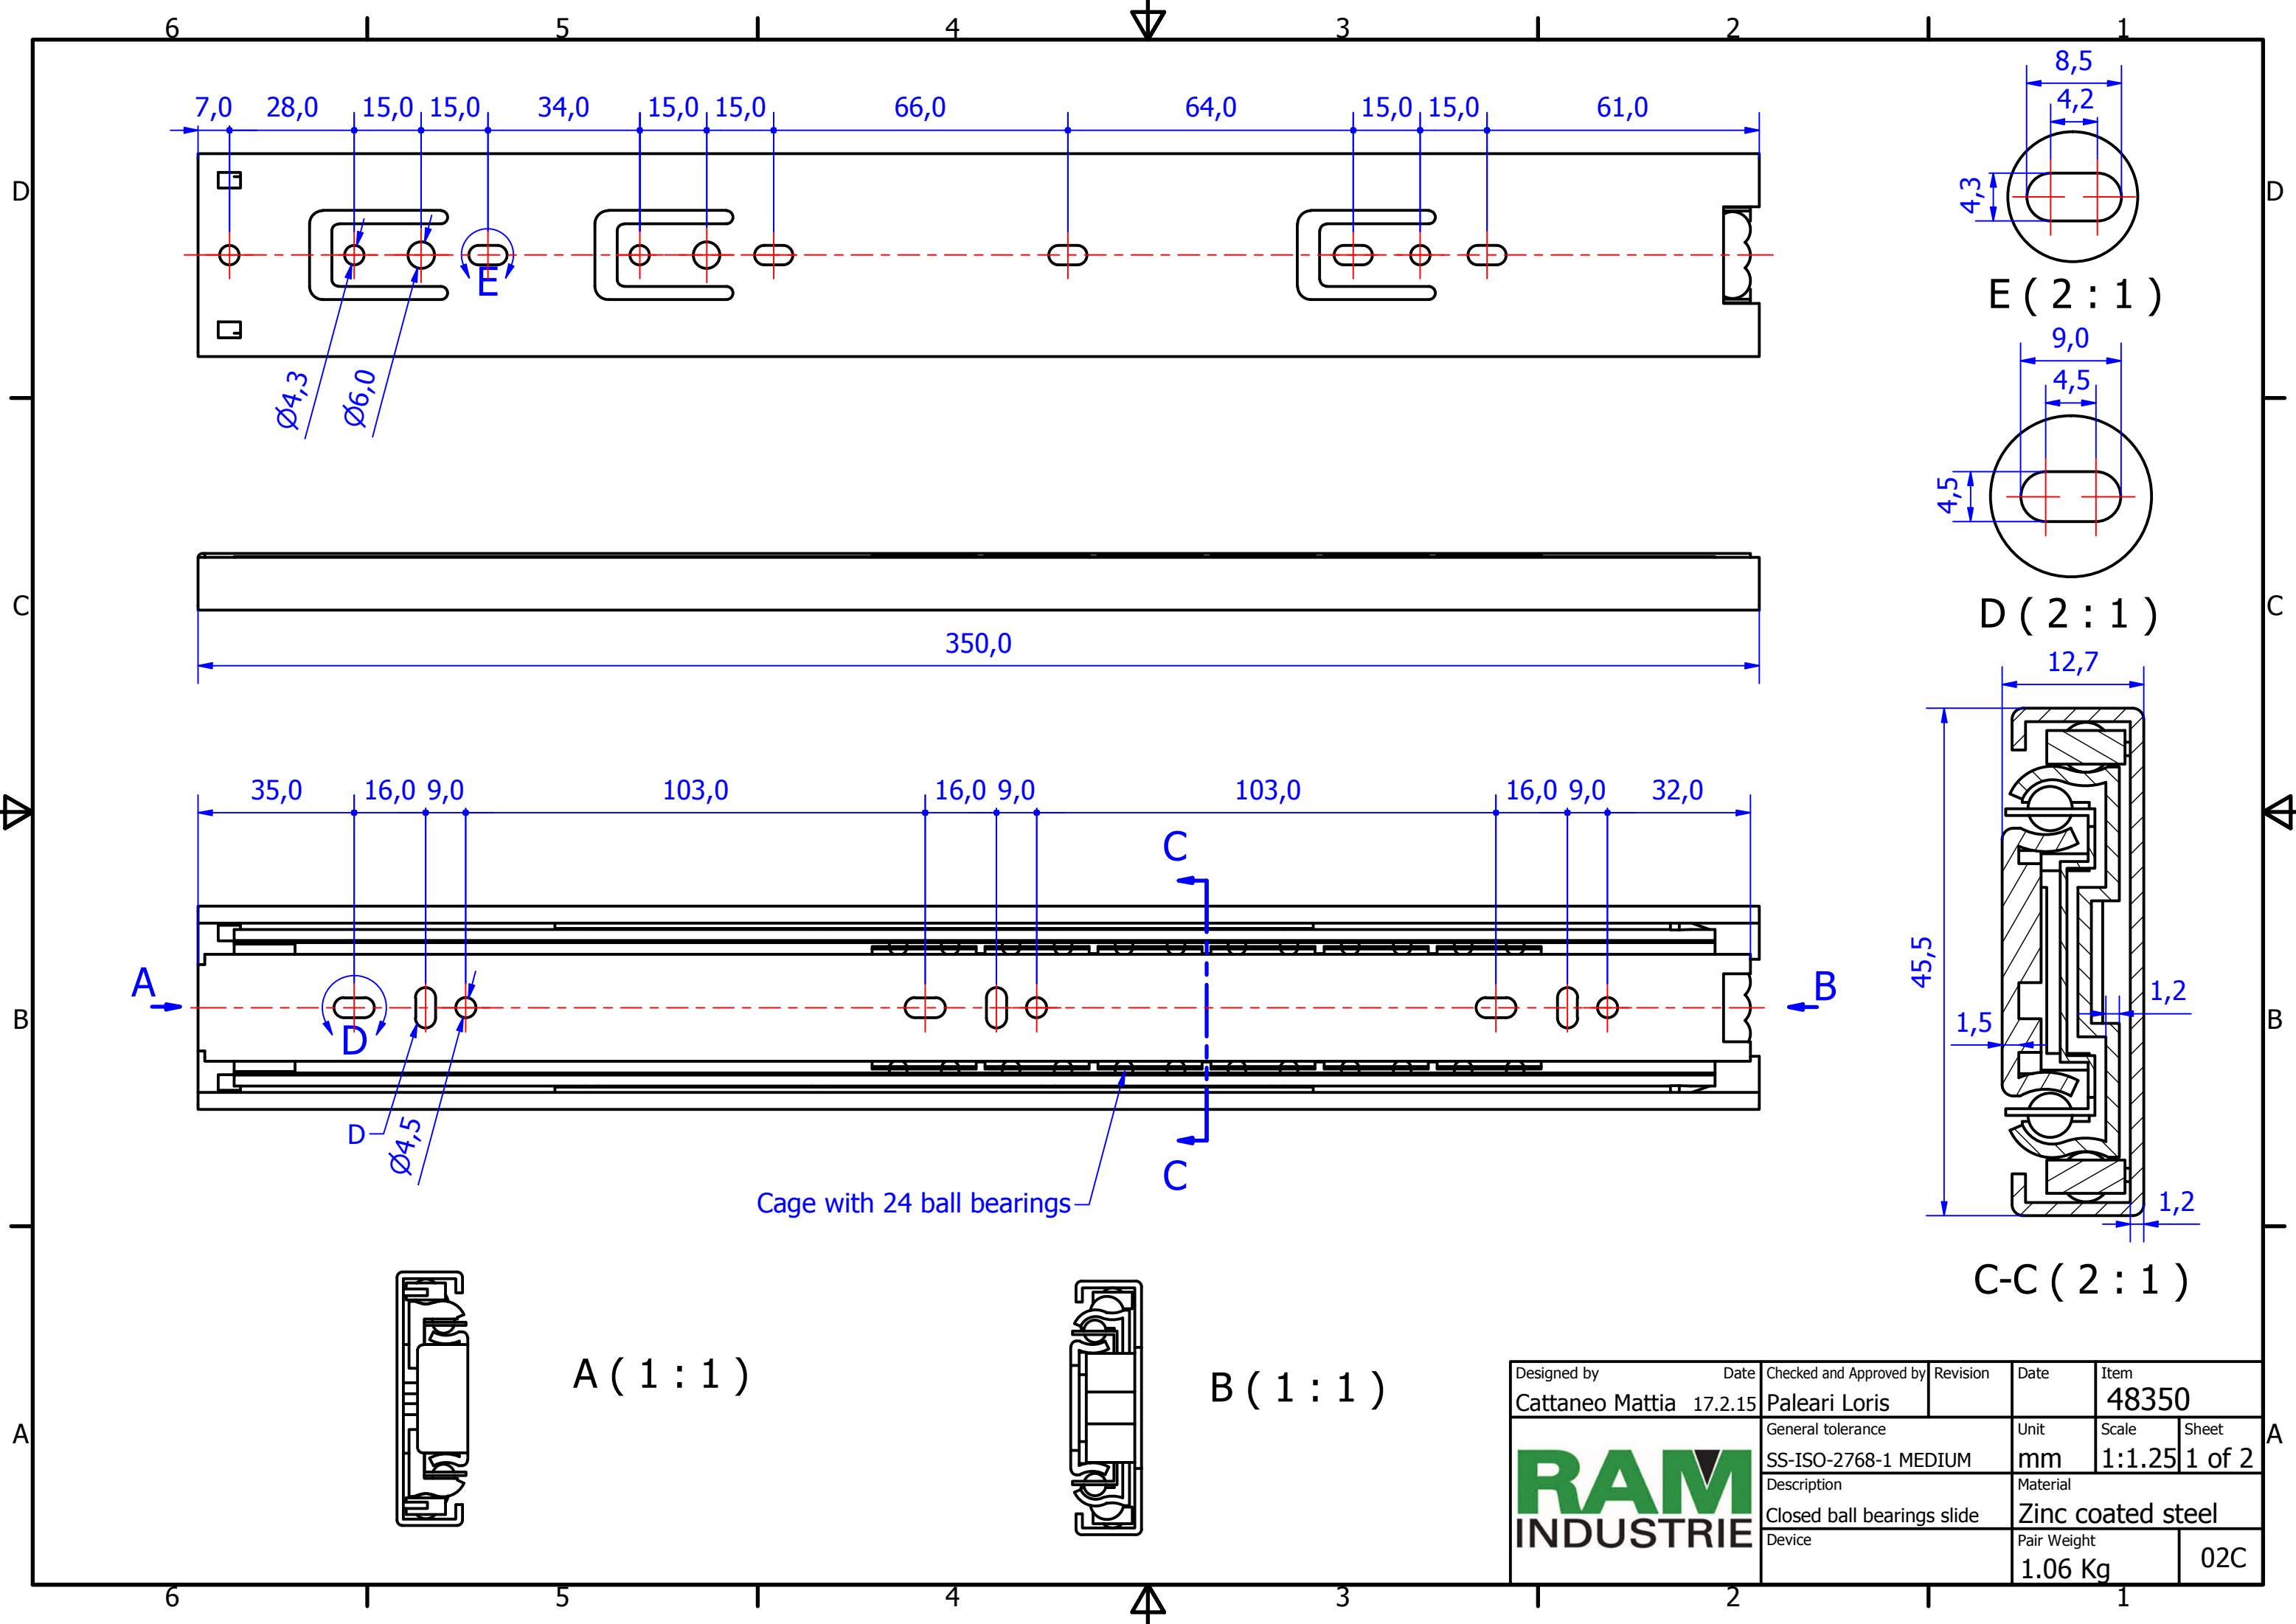 6 5 4 3 2 1
7,0 28,0 15,0 15,0 34,0 15,0 15,0 66,0 64,0 15,0 15,0 61,0
8,5
4,2
4,3
D D
E
E ( 2 : 1 )
Ø4,3 Ø6,0
9,0
4,5
4,5
D ( 2 : 1 )
C C
350,0
12,7
35,0 16,0 9,0 103,0 16,0 9,0 103,0 16,0 9,0 32,0
C
45,5
A B
1,2
1,5
B B
D
D Ø4,5
C
Cage with 24 ball bearings
1,2
C-C ( 2 : 1 )
A ( 1 : 1 )
B ( 1 : 1 )
A A
Designed by Date Checked and Approved by Revision Date Item
Cattaneo Mattia 17.2.15 Paleari Loris 48350
General tolerance Unit Scale Sheet
SS-ISO-2768-1 MEDIUM mm 1:1.25 1 of 2
RAM
INDUSTRIE
Description Material
Closed ball bearings slide Zinc coated steel
Device Pair Weight
1.06 Kg 02C
6 5 4 3 2 1